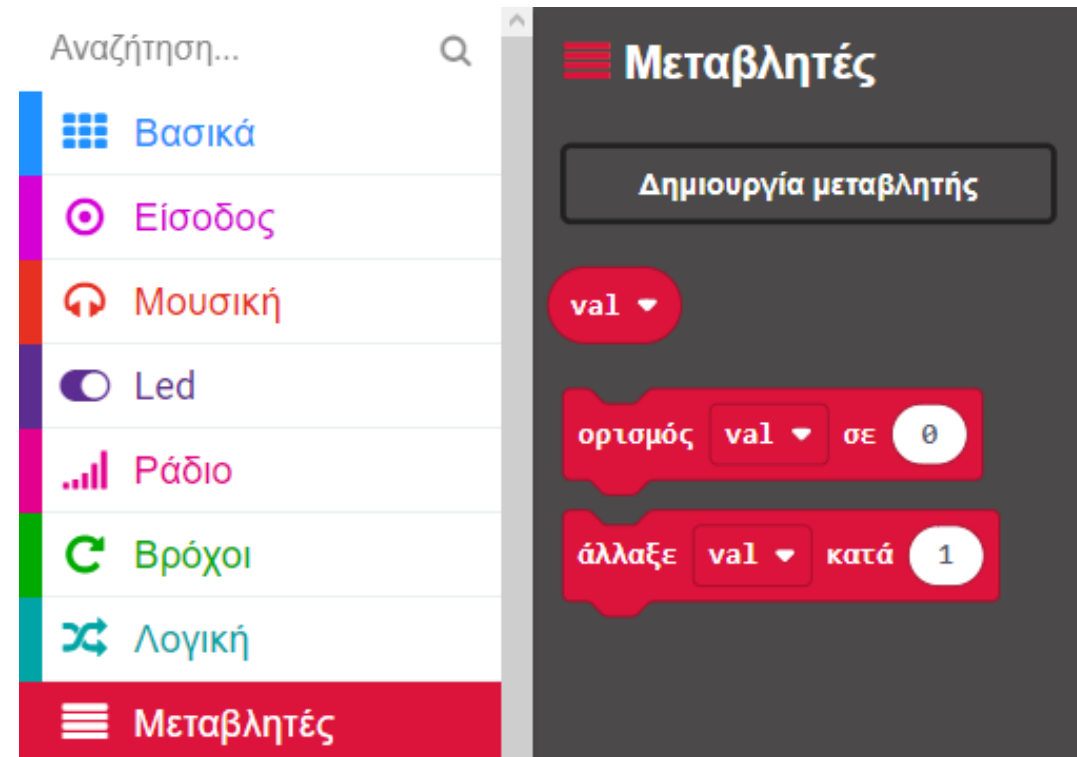 Αναζήτηση...
Βασικά
Είσοδος
Μουσική
Led
Ράδιο
Βρόχοι
Λογική
Μεταβλητές
Μεταβλητές
Δημιουργία μεταβλητής
val
ορισμός val σε 0
άλλαξε val κατά 1